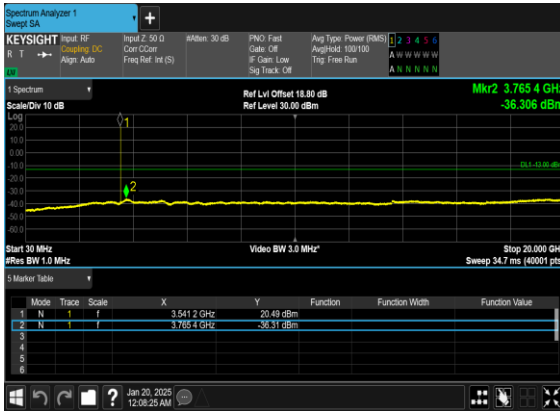 Spectrum Analyzer 1
Swept SA
+
KEYSIGHT Input: RF Input Z: 50 Ω #Atten: 30 dB PNO: Fast Avg Type: Power (RMS) 1 2 3 4 5 6
R T Coupling: DC Corr CCorr Gate: Off Avg|Hold: 100/100 A W W W W W
Align: Auto Freq Ref: Int (S) IF Gain: Low Trig: Free Run
Sig Track: Off A N N N N N
1 Spectrum Ref Lvl Offset 18.80 dB Mkr2 3.765 4 GHz
Scale/Div 10 dB Ref Level 30.00 dBm -36.306 dBm
Log
1
20.0
10.0
0.00
-10.0
DL1 -13.00 dBm
-20.0
-30.0
2
-40.0
-50.0
-60.0
Start 30 MHz Video BW 3.0 MHz* Stop 20.000 GHz
#Res BW 1.0 MHz Sweep 34.7 ms (40001 pts)
5 Marker Table
Mode Trace Scale X Y Function Function Width Function Value
1 N 1 f 3.541 2 GHz 20.49 dBm
2 N 1 f 3.765 4 GHz -36.31 dBm
3
4
5
6
? Jan 20, 2025
12:08:25 AM